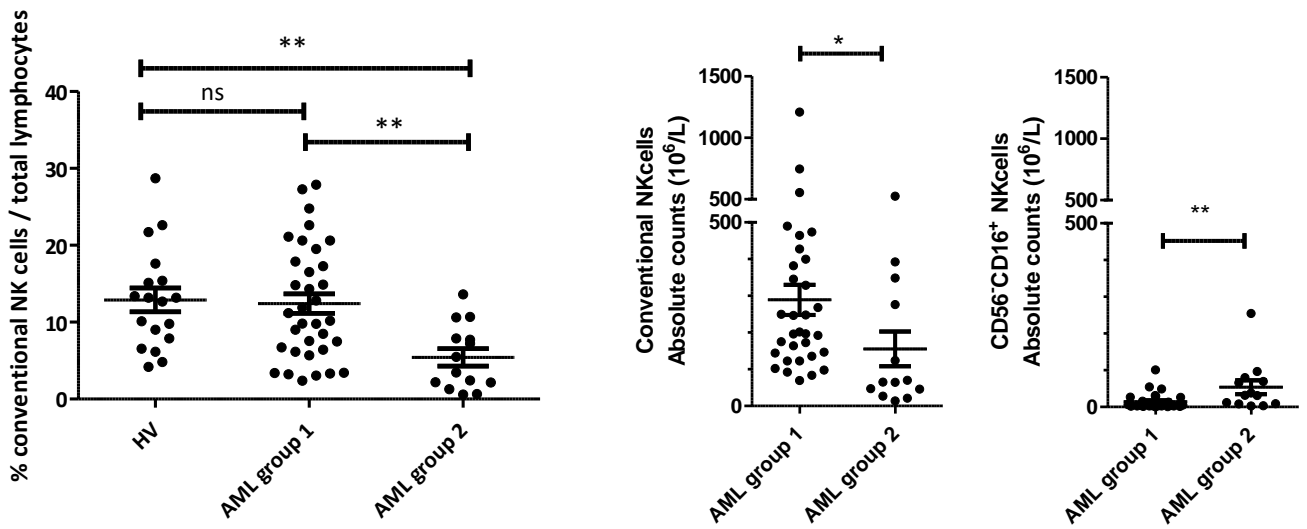 % conventional NK cells / total lymphocytes
**
ns
**
40
30
20
10
0
HV
AML group 1
AML group 2
Conventional NKcells
Absolute counts (10⁶/L)
*
1500
1000
500
500
0
AML group 1
AML group 2
CD56⁻CD16⁺ NKcells
Absolute counts (10⁶/L)
1500
1000
500
500
**
0
AML group 1
AML group 2